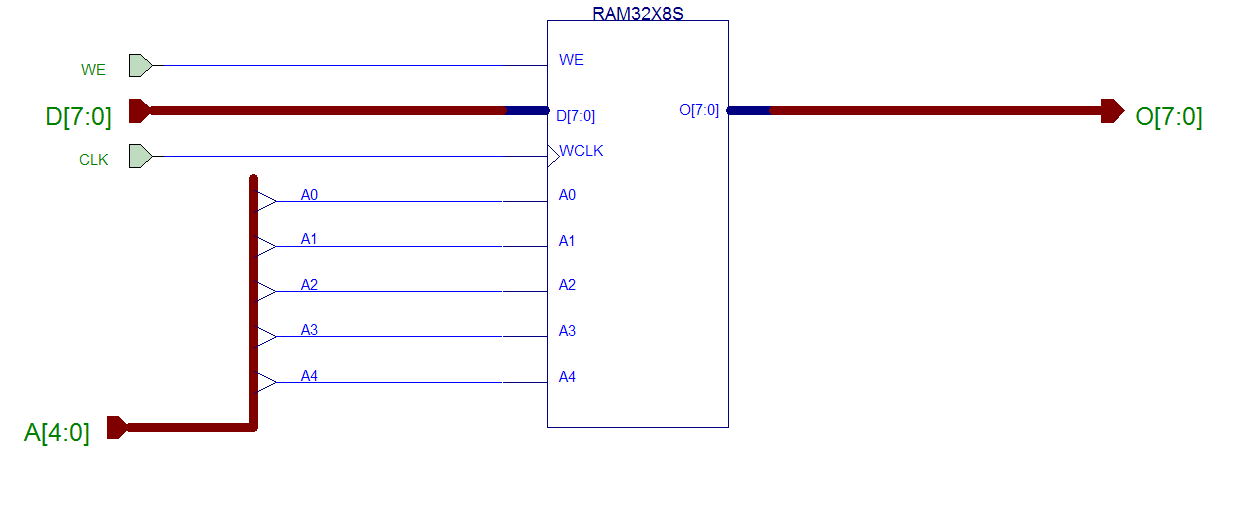 RAM32X8S
WE
WE
D[7:0]
D[7:0]
O[7:0]
O[7:0]
CLK
WCLK
A0
A0
A1
A1
A2
A2
A3
A3
A4
A4
A[4:0]